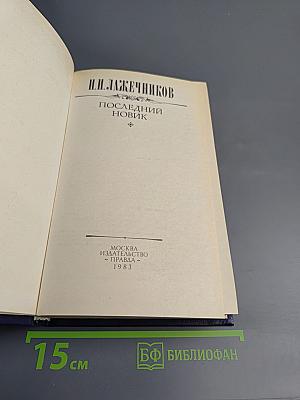 И.И.ЛАЖЕЧНИКОВ
ПОСЛЕДНИЙ
НОВИК
МОСКВА
ИЗДАТЕЛЬСТВО
~ПРАВДА~
1983
15 см
БФ БИБЛИОФАН